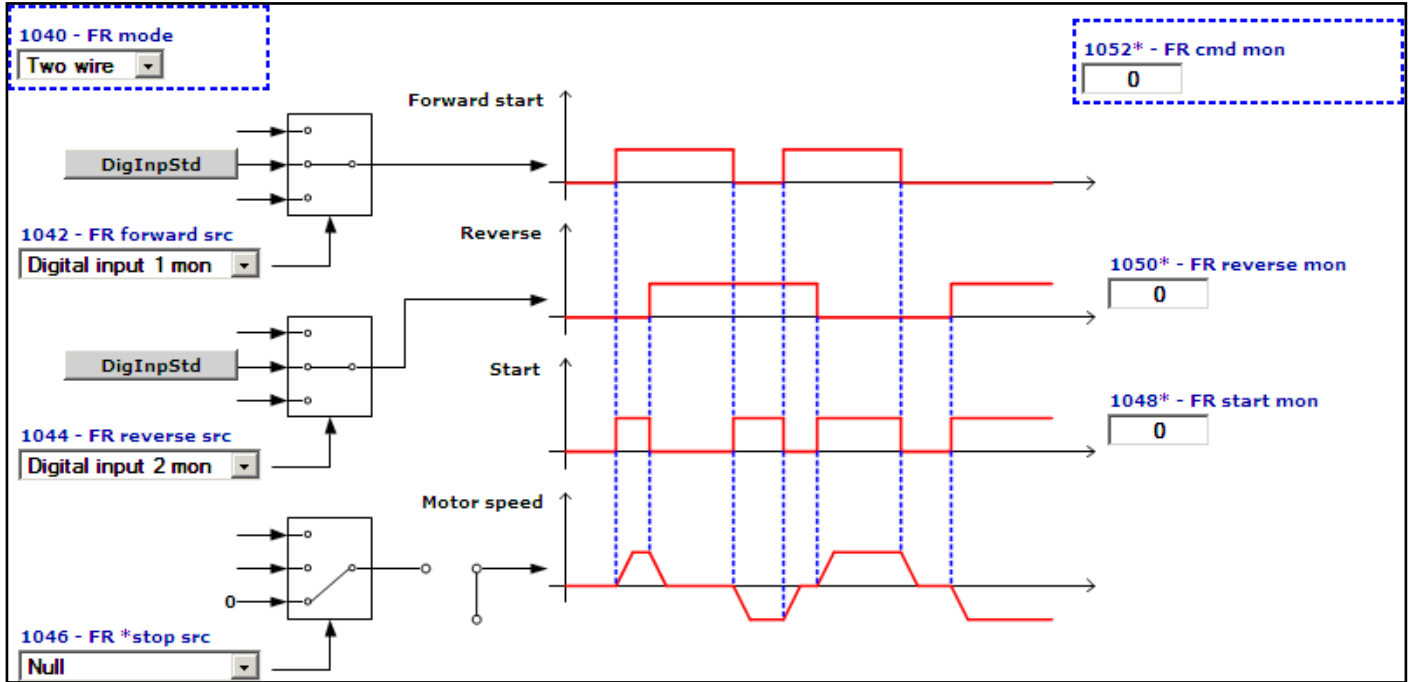 1040 - FR mode
Two wire
1052* - FR cmd mon
0
Forward start
DigInpStd
1042 - FR forward src
Digital input 1 mon
Reverse
1050* - FR reverse mon
0
DigInpStd
Start
1048* - FR start mon
0
1044 - FR reverse src
Digital input 2 mon
Motor speed
0
1046 - FR *stop src
Null